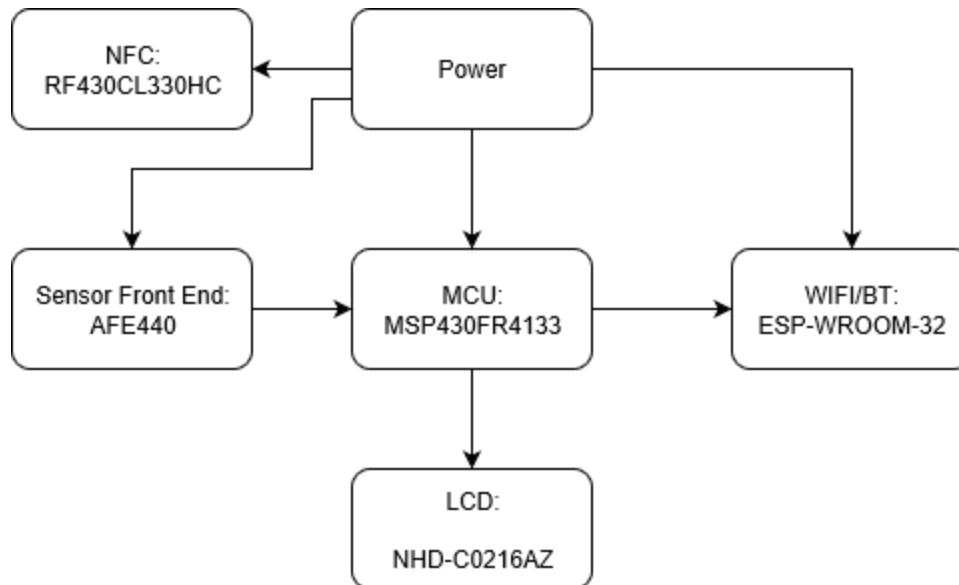 NFC:
RF430CL330HC
Power
Sensor Front End:
AFE440
MCU:
MSP430FR4133
WIFI/BT:
ESP-WROOM-32
LCD:
NHD-C0216AZ